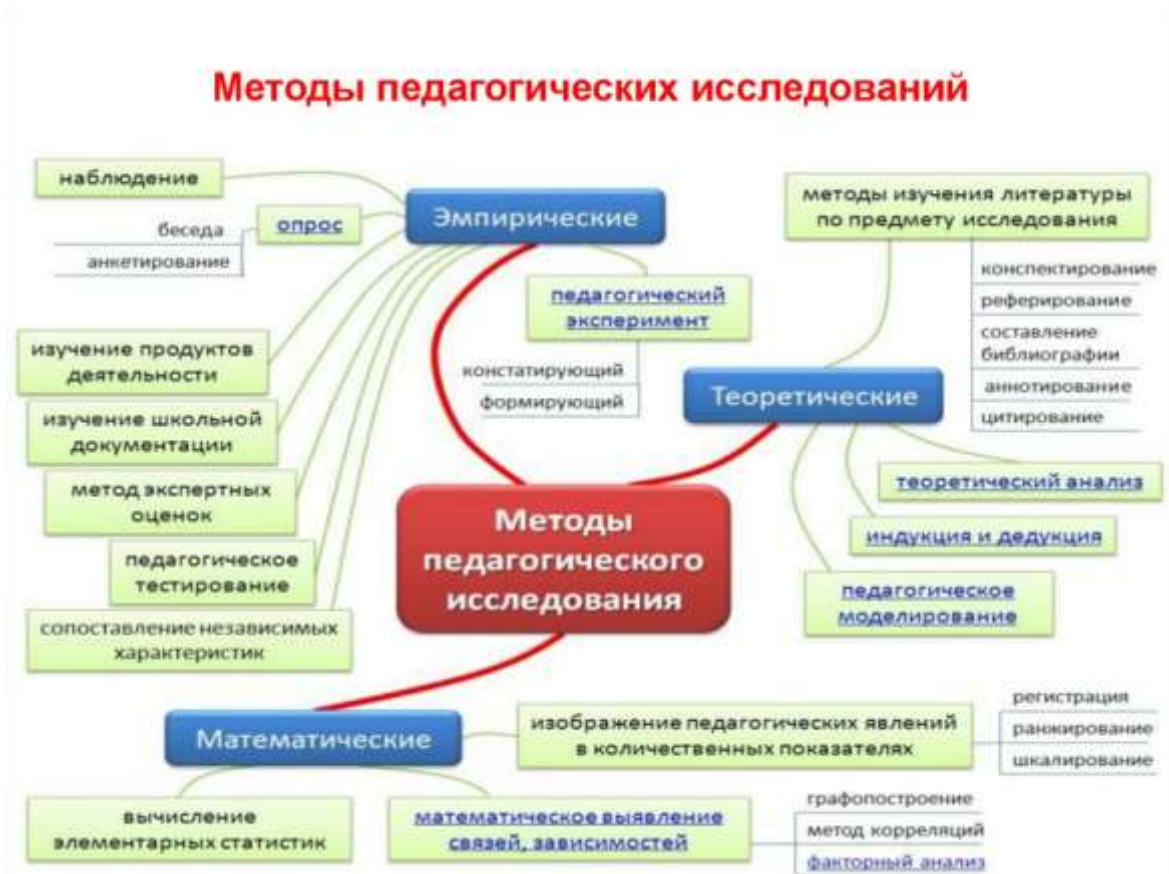 Методы педагогических исследований
наблюдение
Эмпирические
опрос
беседа
анкетирование
педагогический
эксперимент
констатирующий
формирующий
изучение продуктов
деятельности
изучение школьной
документации
метод экспертных
оценок
педагогическое
тестирование
сопоставление независимых
характеристик
методы изучения литературы
по предмету исследования
конспектирование
реферирование
составление
библиографии
аннотирование
цитирование
Теоретические
теоретический анализ
индукция и дедукция
педагогическое
моделирование
Методы
педагогического
исследования
Математические
изображение педагогических явлений
в количественных показателях
регистрация
ранжирование
шкалирование
вычисление
элементарных статистик
математическое выявление
связей, зависимостей
графопостроение
метод корреляций
факторный анализ